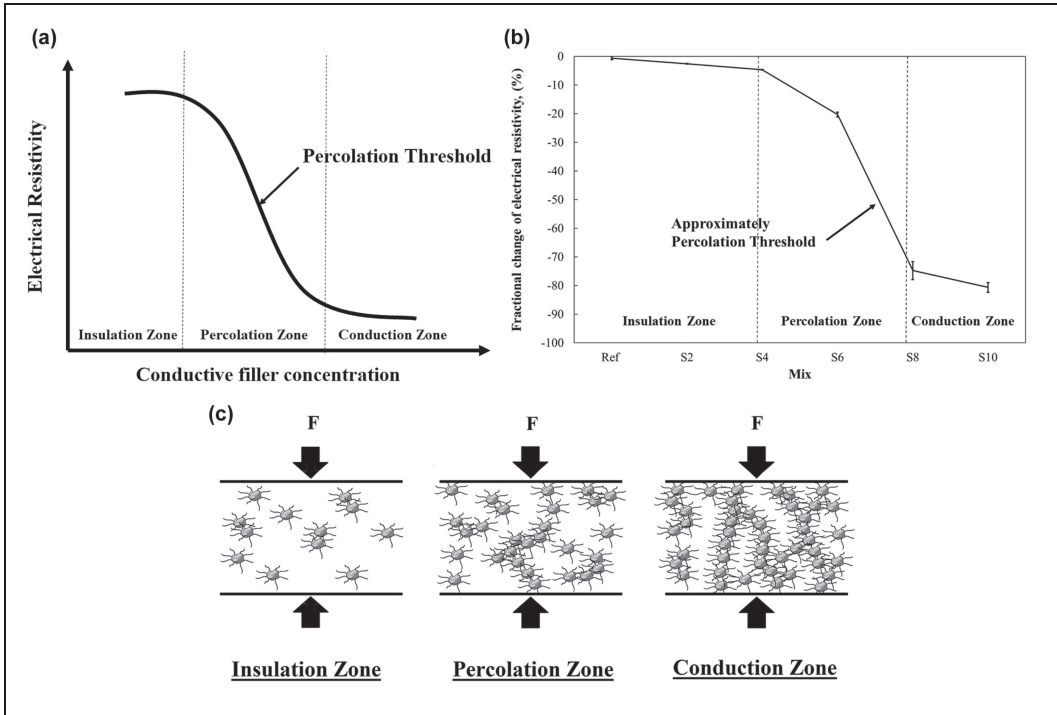 (a)
Electrical Resistivity
Percolation Threshold
Insulation Zone
Percolation Zone
Conduction Zone
Conductive filler concentration
(b)
Fractional change of electrical resistivity, (%)
0
-10
-20
-30
-40
-50
-60
-70
-80
-90
-100
Approximately
Percolation Threshold
Insulation Zone
Percolation Zone
Conduction Zone
Ref
S2
S4
S6
S8
S10
Mix
(c)
F
F
F
Insulation Zone
Percolation Zone
Conduction Zone